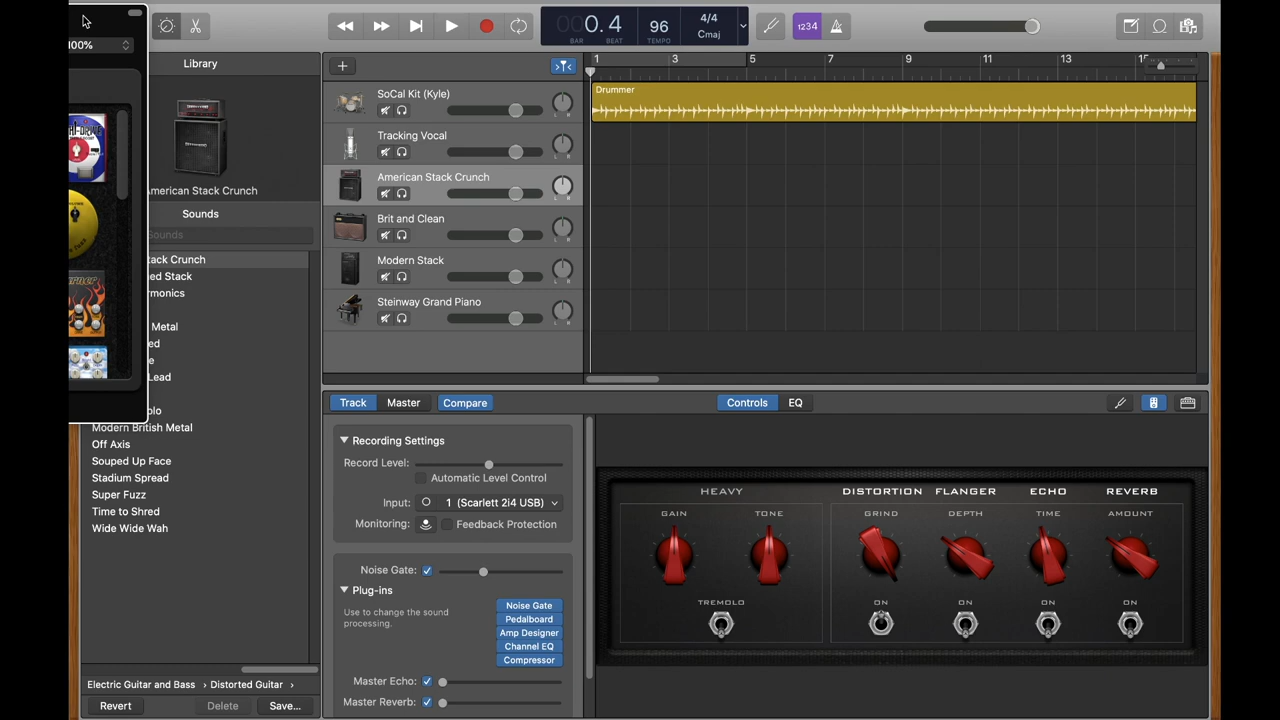 100%
0.4
BAR
BEAT
96
TEMPO
4/4
Cmaj
1234
Library
American Stack Crunch
Sounds
Sounds
tack Crunch
ed Stack
rmonics
Metal
ed
e
Lead
olo
Modern British Metal
Off Axis
Souped Up Face
Stadium Spread
Super Fuzz
Time to Shred
Wide Wide Wah
Electric Guitar and Bass
Distorted Guitar
Revert
Delete
Save...
1
3
5
7
9
11
13
SoCal Kit (Kyle)
L R
Tracking Vocal
L R
American Stack Crunch
L R
Brit and Clean
L R
Modern Stack
L R
Steinway Grand Piano
L R
Drummer
Track
Master
Compare
Controls
EQ
Recording Settings
Record Level:
Automatic Level Control
Input:
1 (Scarlett 2i4 USB)
Monitoring:
Feedback Protection
Noise Gate:
Plug-ins
Use to change the sound
processing.
Noise Gate
Pedalboard
Amp Designer
Channel EQ
Compressor
Master Echo:
Master Reverb:
HEAVY
DISTORTION
FLANGER
ECHO
REVERB
GAIN
TONE
GRIND
DEPTH
TIME
AMOUNT
TREMOLO
ON
ON
ON
ON